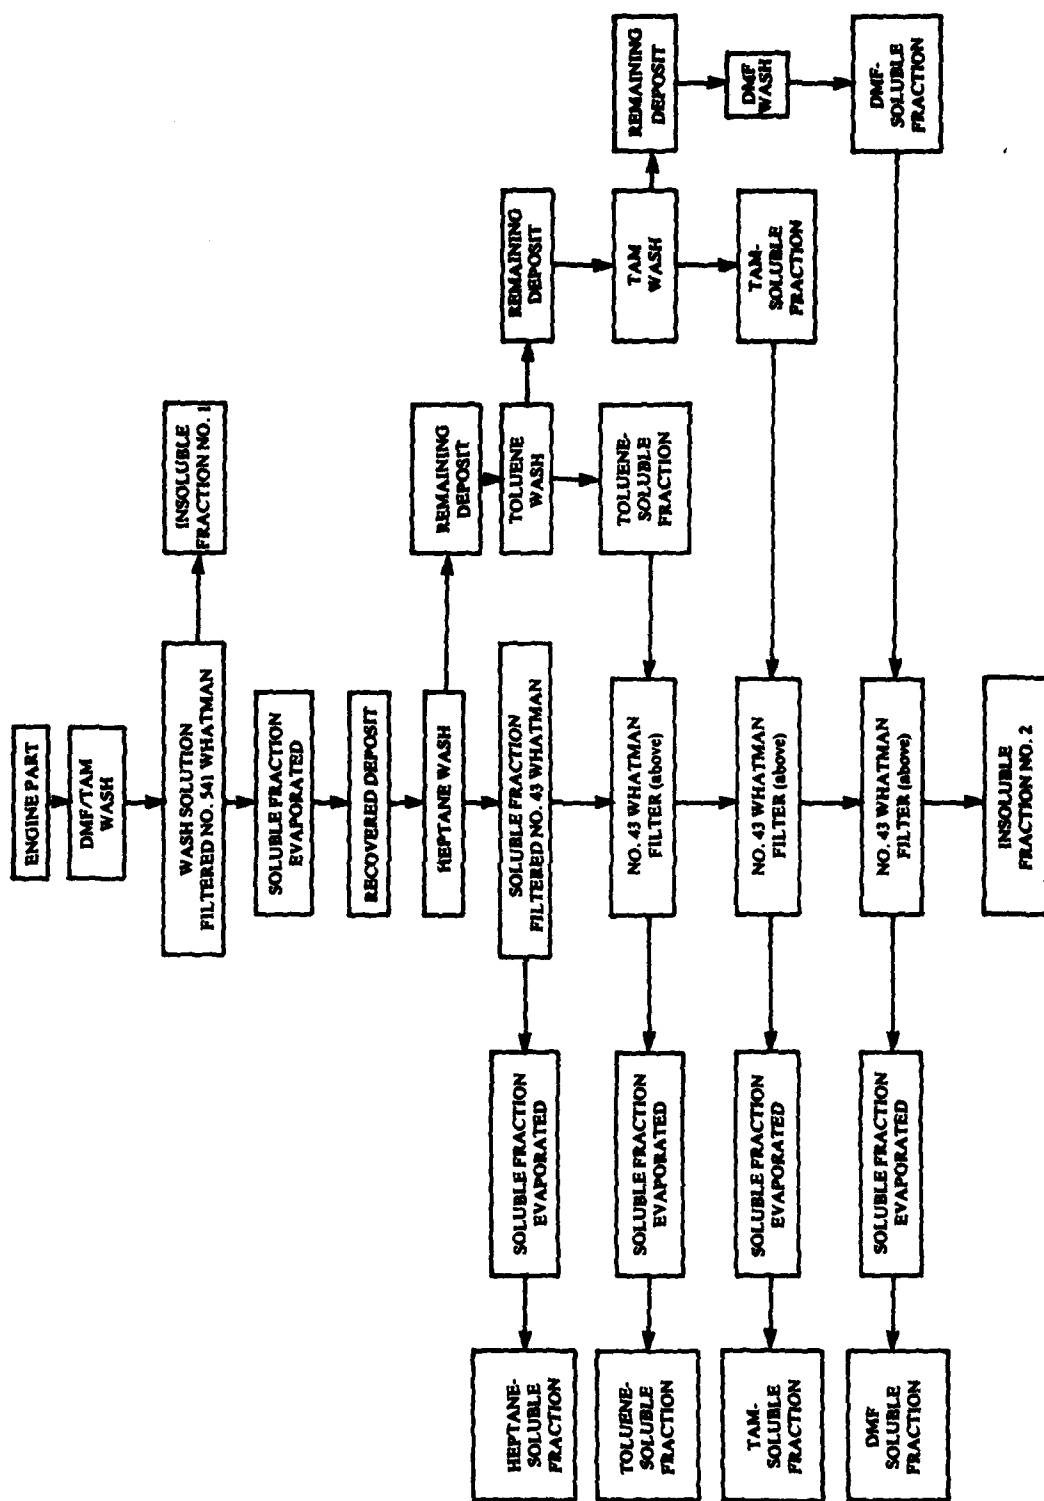 ENGINE PART
DMF/TAM
WASH
WASH SOLUTION
FILTERED NO. 541 WHATMAN
INSOLUBLE
FRACTION NO. 1
SOLUBLE FRACTION
EVAPORATED
RECOVERED DEPOSIT
HEPTANE WASH
REMAINING
DEPOSIT
SOLUBLE FRACTION
FILTERED NO. 43 WHATMAN
TOLUENE
WASH
REMAINING
DEPOSIT
SOLUBLE FRACTION
EVAPORATED
HEPTANE-
SOLUBLE
FRACTION
TOLUENE-
SOLUBLE
FRACTION
TAM
WASH
REMAINING
DEPOSIT
NO. 43 WHATMAN
FILTER (above)
SOLUBLE FRACTION
EVAPORATED
TOLUENE-
SOLUBLE
FRACTION
TAM-
SOLUBLE
FRACTION
DMF
WASH
NO. 43 WHATMAN
FILTER (above)
SOLUBLE FRACTION
EVAPORATED
TAM-
SOLUBLE
FRACTION
DMF-
SOLUBLE
FRACTION
NO. 43 WHATMAN
FILTER (above)
SOLUBLE FRACTION
EVAPORATED
DMF
SOLUBLE
FRACTION
INSOLUBLE
FRACTION NO. 2